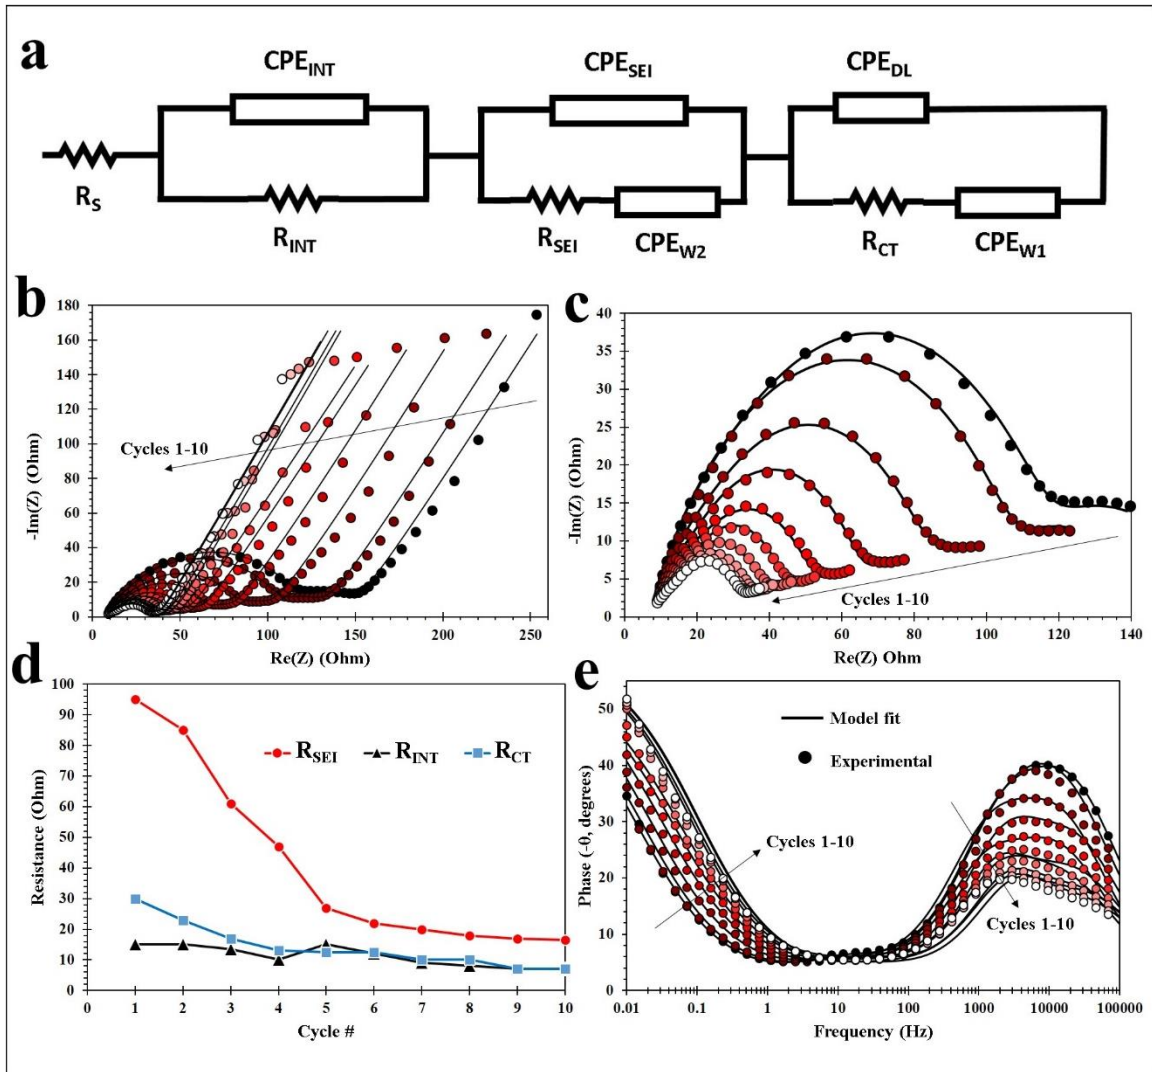 a
CPE_INT
CPE_SEI
CPE_DL
R_S
R_INT
R_SEI
CPE_W2
R_CT
CPE_W1
b
180
160
140
120
100
80
60
40
20
0
-Im(Z) (Ohm)
Cycles 1-10
0 50 100 150 200 250
Re(Z) (Ohm)
c
40
35
30
25
20
15
10
5
0
-Im(Z) (Ohm)
Cycles 1-10
0 20 40 60 80 100 120 140
Re(Z) Ohm
d
100
90
80
70
60
50
40
30
20
10
0
Resistance (Ohm)
R_SEI R_INT R_CT
0 1 2 3 4 5 6 7 8 9 10
Cycle #
e
50
40
30
20
10
0
Phase (-θ, degrees)
Model fit
Experimental
Cycles 1-10
Cycles 1-10
0.01 0.1 1 10 100 1000 10000 100000
Frequency (Hz)